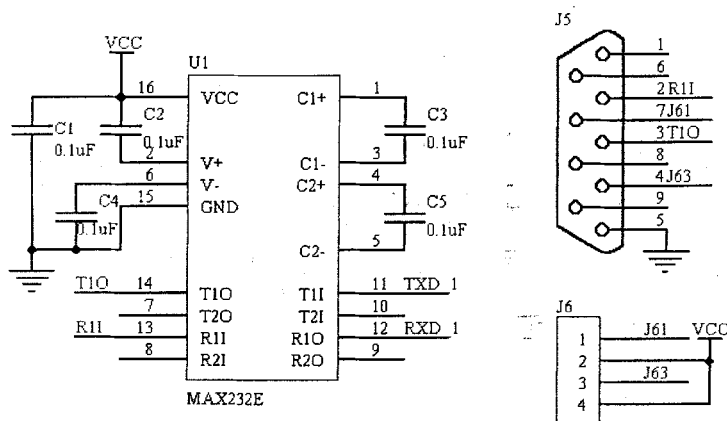 J5
VCC
U1
1
6
2 R1I
7 J61
3 T1O
8
4 J63
9
5
16 VCC C1+ 1
C1 0.1uF
C2 0.1uF
C3 0.1uF
2 V+ C1- 3
6 V- C2+ 4
15 GND
C4 0.1uF
C5 0.1uF
C2- 5
T1O 14 T1O T1I 11 TXD_1
7 T2O T2I 10
R1I 13 R1I R1O 12 RXD_1
8 R2I R2O 9
MAX232E
J6
1 J61 VCC
2
3 J63
4